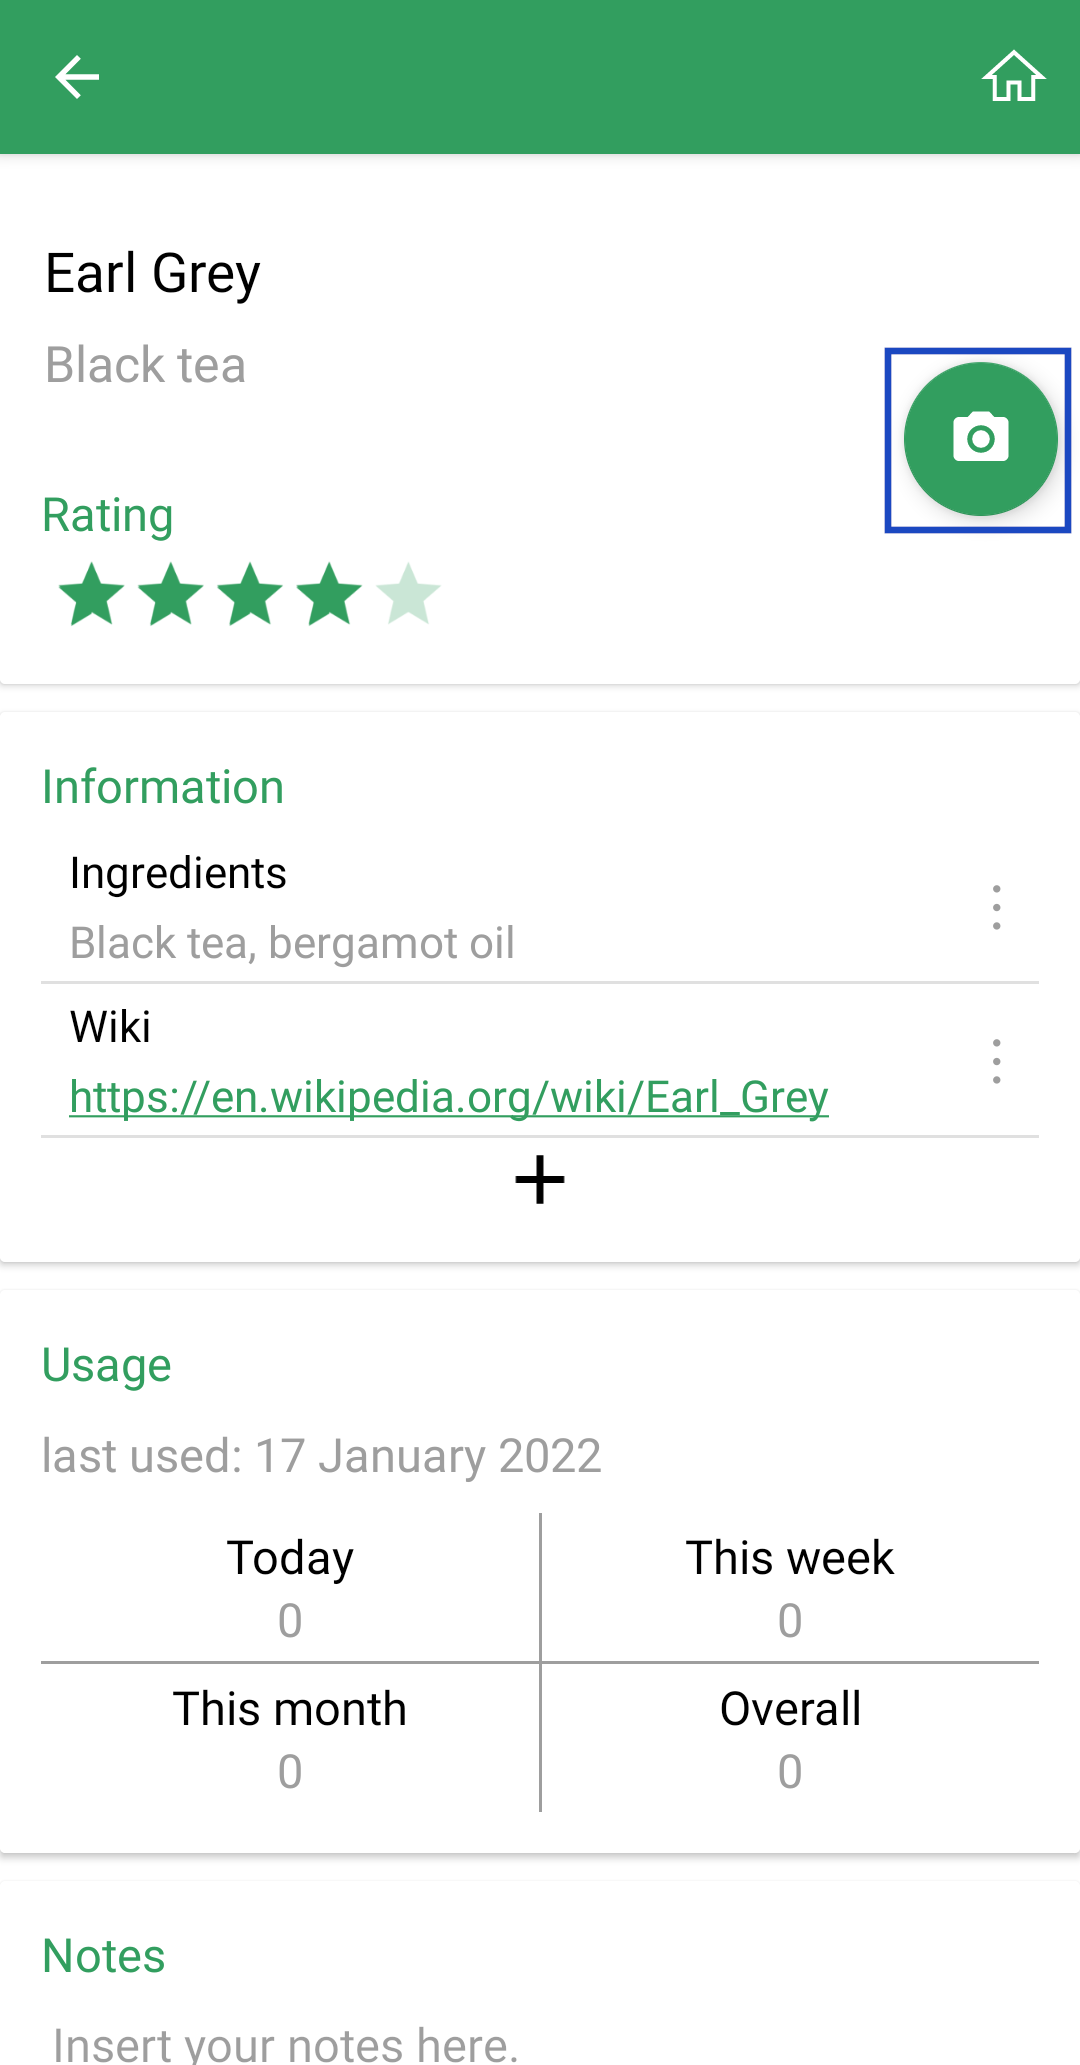 Earl Grey
Black tea
Rating
Information
Ingredients
Black tea, bergamot oil
Wiki
https://en.wikipedia.org/wiki/Earl_Grey
Usage
last used: 17 January 2022
Today
This week
0
0
This month
Overall
0
0
Notes
Insert your notes here.